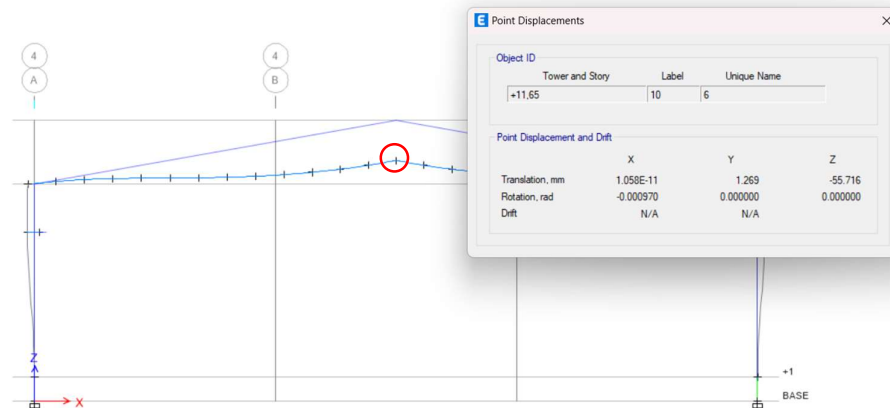 4
A
4
B
Z
X
+1
BASE
E Point Displacements
Object ID
Tower and Story Label Unique Name
+11,65 10 6
Point Displacement and Drift
X Y Z
Translation, mm 1.058E-11 1.269 -55.716
Rotation, rad -0.000970 0.000000 0.000000
Drift N/A N/A